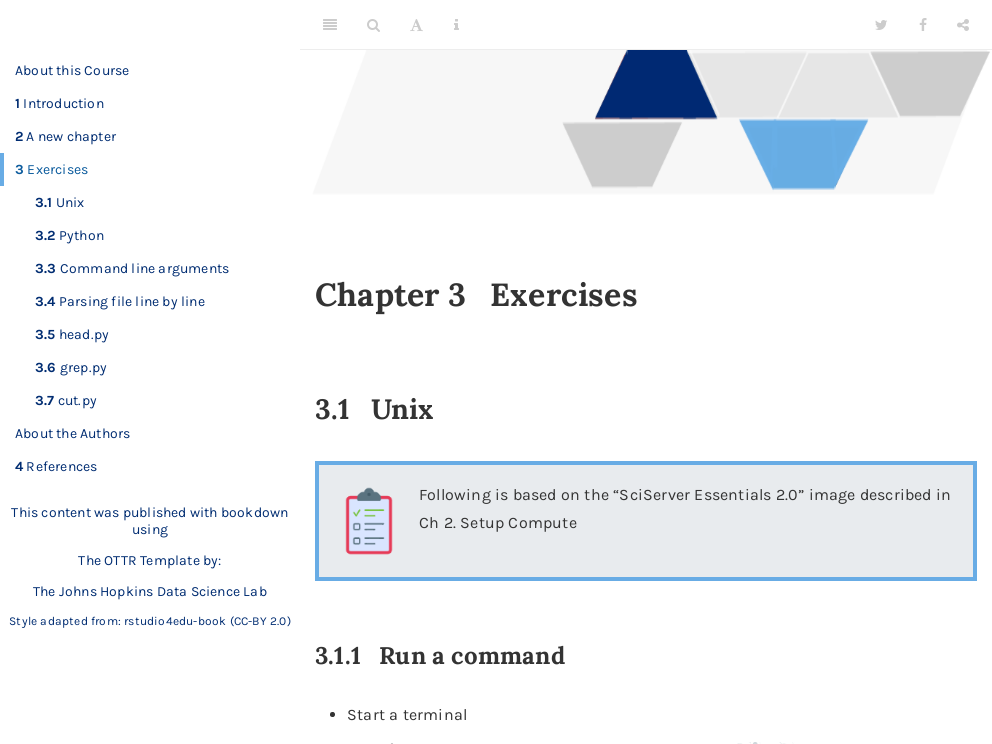 About this Course
1 Introduction
2 A new chapter
3 Exercises
3.1 Unix
3.2 Python
3.3 Command line arguments
3.4 Parsing file line by line
3.5 head.py
3.6 grep.py
3.7 cut.py
About the Authors
4 References
This content was published with bookdown
using
The OTTR Template by:
The Johns Hopkins Data Science Lab
Style adapted from: rstudio4edu-book (CC-BY 2.0)
Chapter 3 Exercises
3.1 Unix
Following is based on the “SciServer Essentials 2.0” image described in
Ch 2. Setup Compute
3.1.1 Run a command
• Start a terminal